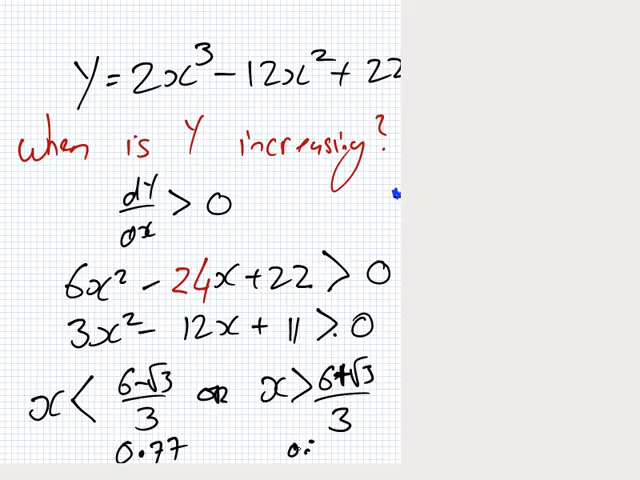 Y = 2x³ - 12x² + 22
When is Y increasing?
dY/dx > 0
6x² - 24x + 22 > 0
3x² - 12x + 11 > 0
x < (6-√3)/3 or x > (6+√3)/3
0.77